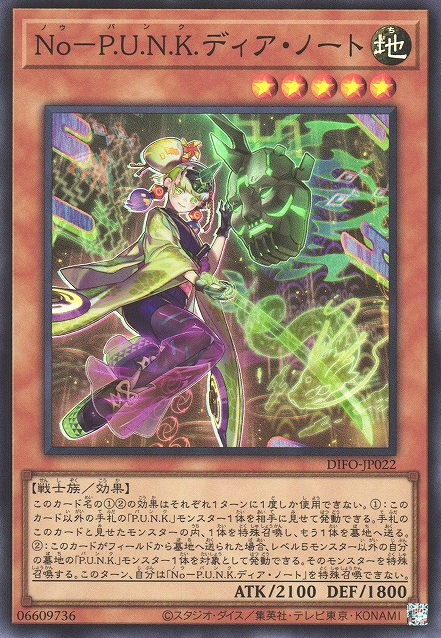 ノゥ パンク
No－P.U.N.K.ディア・ノート
地
DIFO-JP022
【戦士族／効果】
このカード名の①②の効果はそれぞれ１ターンに１度しか使用できない。①：この
カード以外の手札の「P.U.N.K.」モンスター１体を相手に見せて発動できる。手札の
このカードと見せたモンスターの内、１体を特殊召喚し、もう１体を墓地へ送る。
②：このカードがフィールドから墓地へ送られた場合、レベル５モンスター以外の自分
の墓地の「P.U.N.K.」モンスター１体を対象として発動できる。そのモンスターを特殊
召喚する。このターン、自分は「No－P.U.N.K.ディア・ノート」を特殊召喚できない。
ATK/2100 DEF/1800
06609736
©スタジオ・ダイス／集英社・テレビ東京・KONAMI